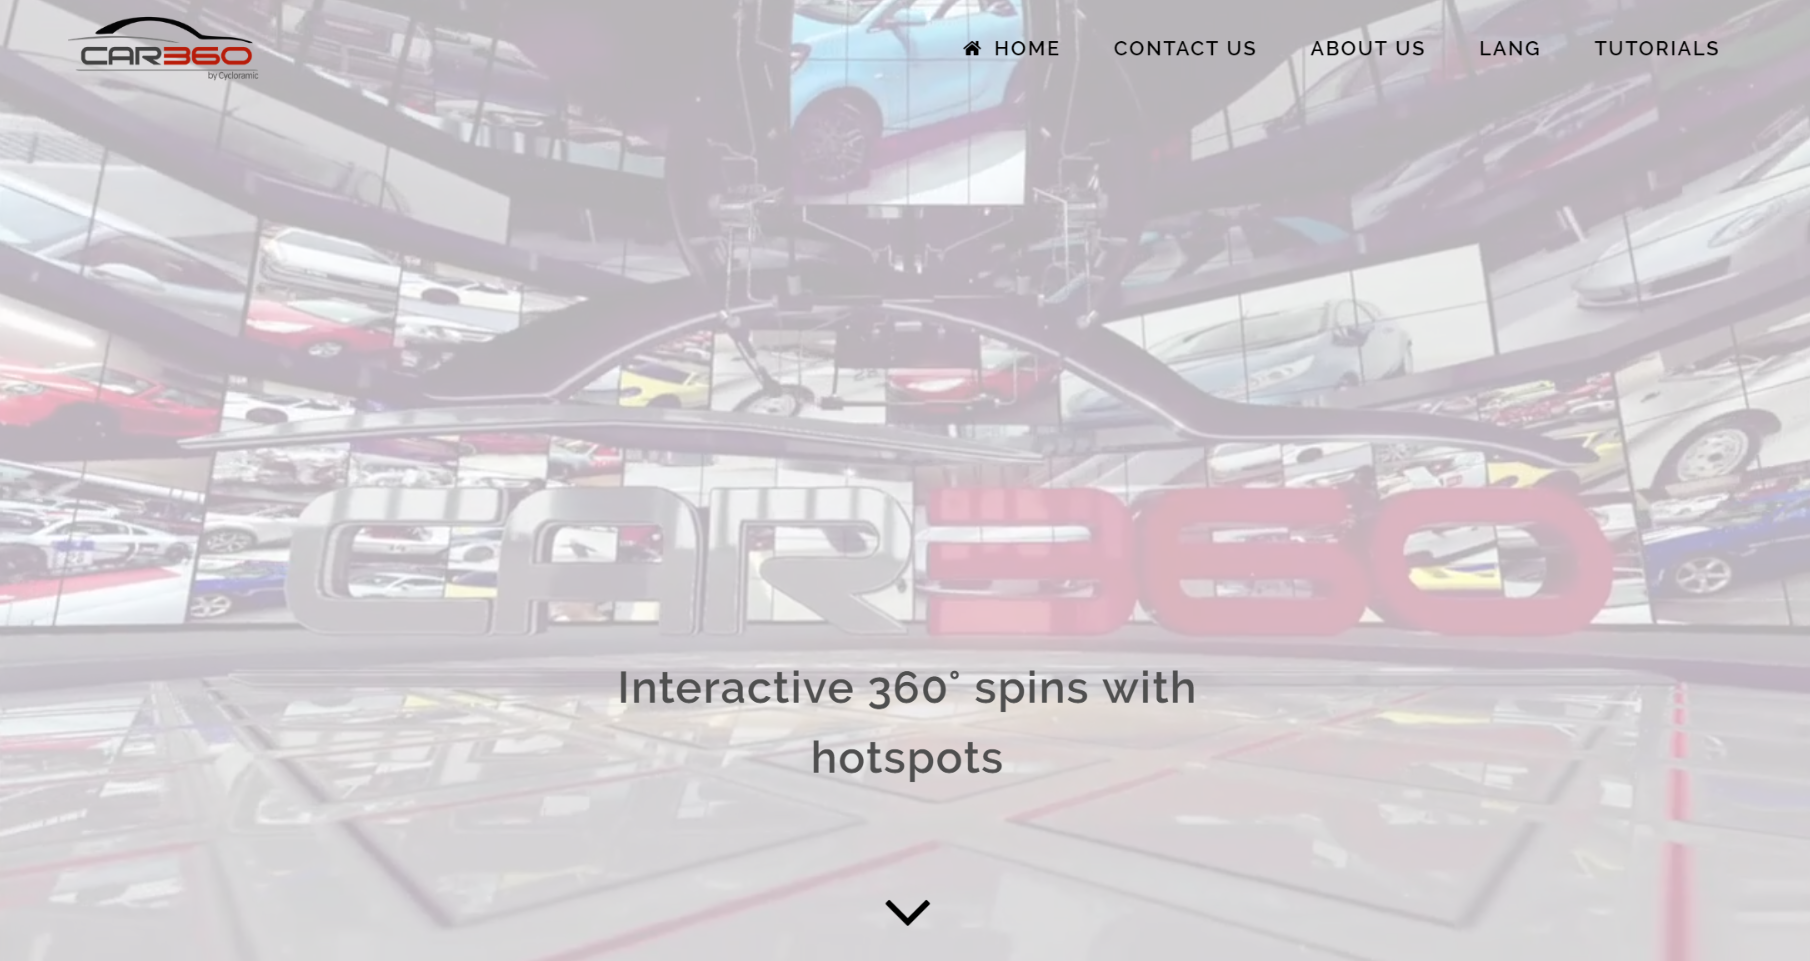 CAR360
by Cycloramic
HOME CONTACT US ABOUT US LANG TUTORIALS
CAR360
Interactive 360° spins with
hotspots